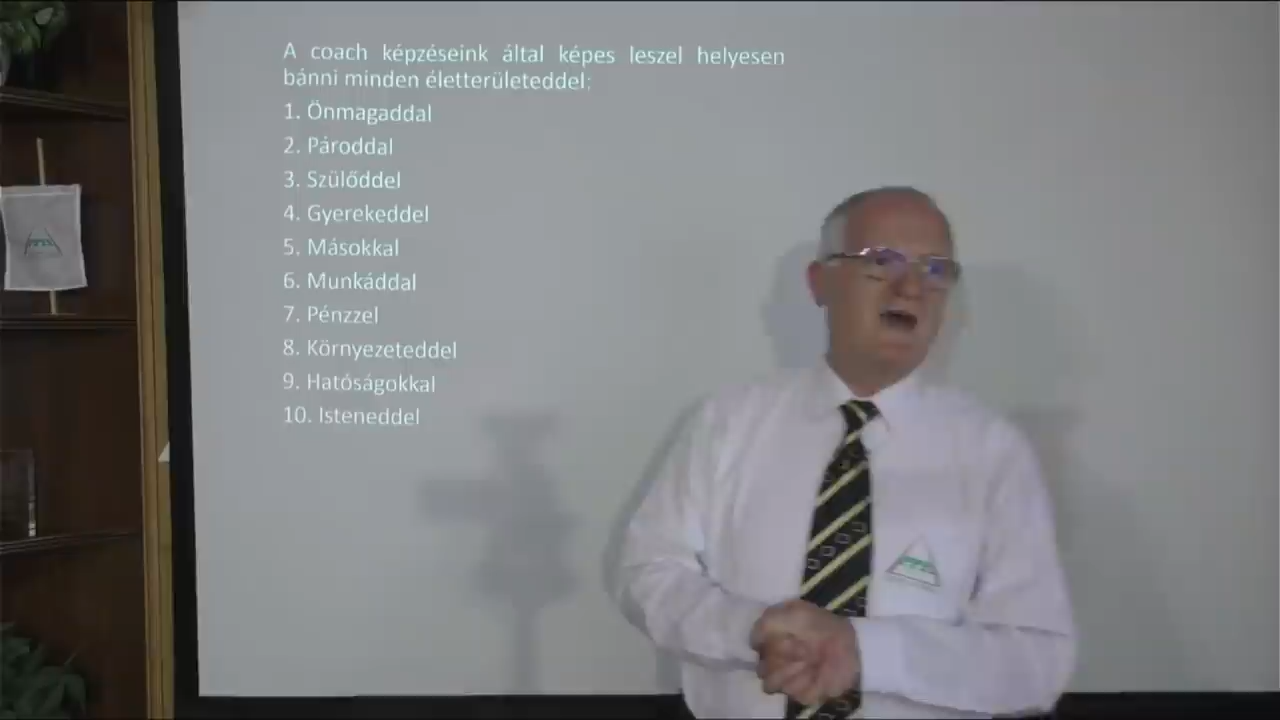 A coach képzéseink által képes leszel helyesen
bánni minden életterületeddel:
1. Önmagaddal
2. Pároddal
3. Szülőddel
4. Gyerekeddel
5. Másokkal
6. Munkáddal
7. Pénzzel
8. Környezeteddel
9. Hatóságokkal
10. Isteneddel